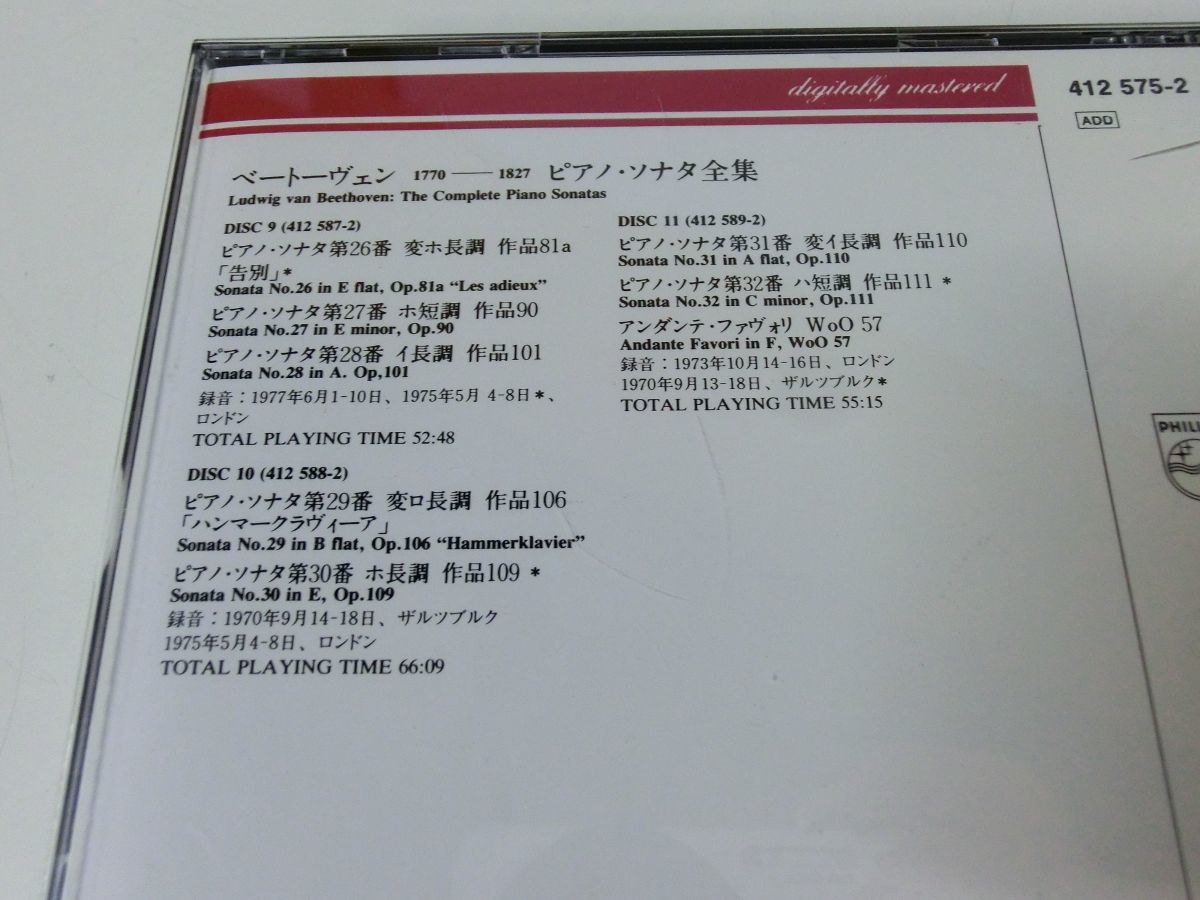 digitally mastered
412 575-2
ADD
ベートーヴェン 1770 —— 1827 ピアノ・ソナタ全集
Ludwig van Beethoven: The Complete Piano Sonatas
DISC 9 (412 587-2)
ピアノ・ソナタ第26番 変ホ長調 作品81a
「告別」*
Sonata No.26 in E flat, Op.81a “Les adieux”
ピアノ・ソナタ第27番 ホ短調 作品90
Sonata No.27 in E minor, Op.90
ピアノ・ソナタ第28番 イ長調 作品101
Sonata No.28 in A. Op,101
録音：1977年6月1-10日、1975年5月 4-8日*、
ロンドン
TOTAL PLAYING TIME 52:48
DISC 10 (412 588-2)
ピアノ・ソナタ第29番 変ロ長調 作品106
「ハンマークラヴィーア」
Sonata No.29 in B flat, Op.106 “Hammerklavier”
ピアノ・ソナタ第30番 ホ長調 作品109 *
Sonata No.30 in E, Op.109
録音：1970年9月14-18日、ザルツブルク
1975年5月4-8日、ロンドン
TOTAL PLAYING TIME 66:09
DISC 11 (412 589-2)
ピアノ・ソナタ第31番 変イ長調 作品110
Sonata No.31 in A flat, Op.110
ピアノ・ソナタ第32番 ハ短調 作品111 *
Sonata No.32 in C minor, Op.111
アンダンテ・ファヴォリ WoO 57
Andante Favori in F, WoO 57
録音：1973年10月14-16日、ロンドン
1970年9月13-18日、ザルツブルク*
TOTAL PLAYING TIME 55:15
PHILI